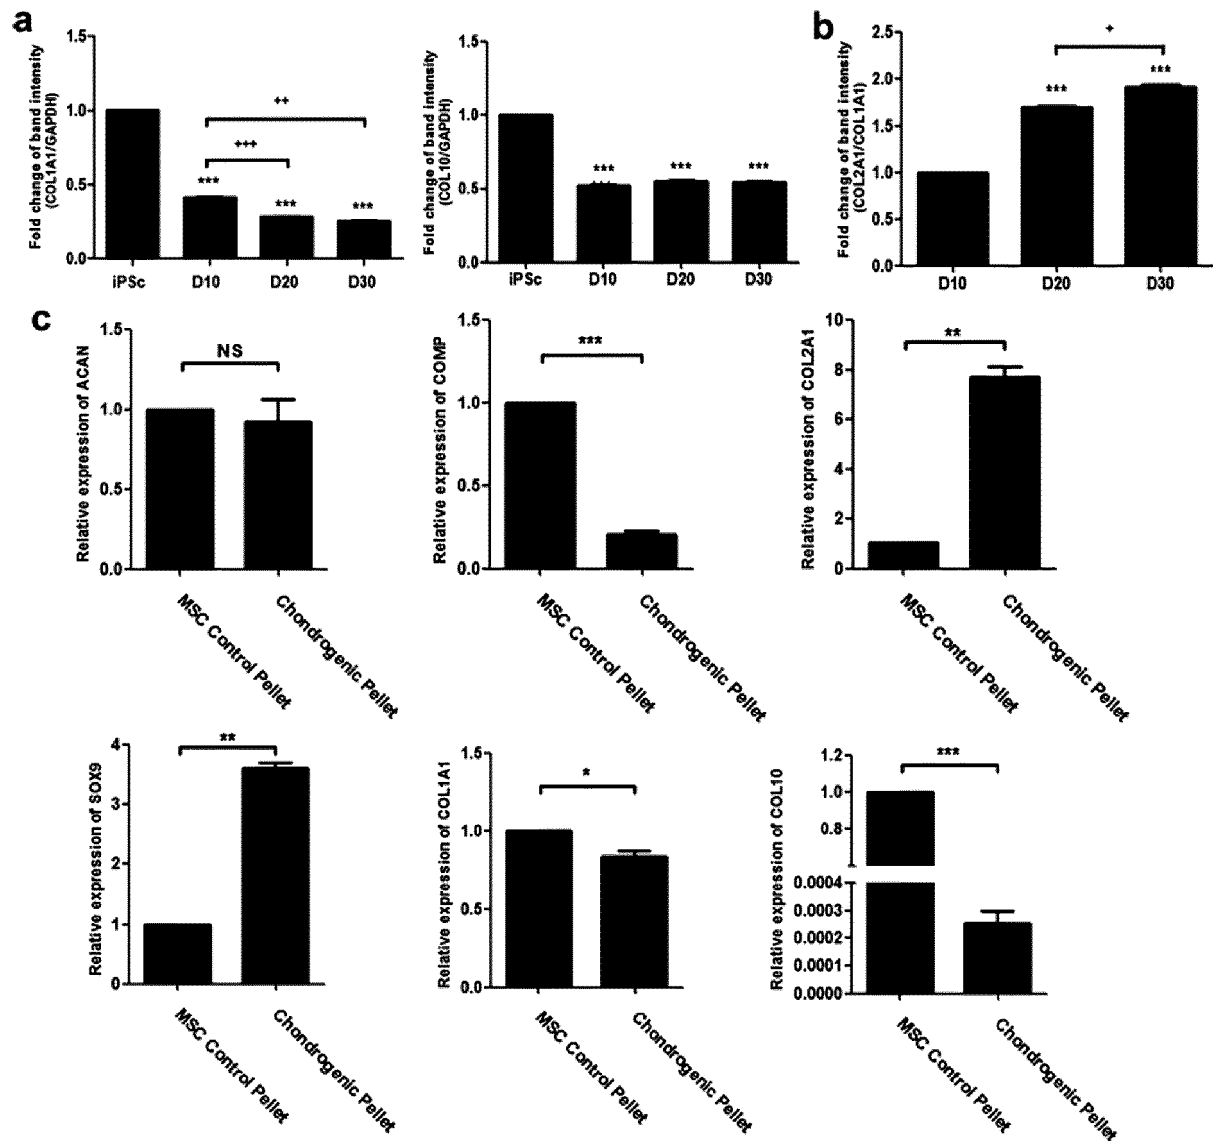 a
Fold change of band intensity
(COL1A1/GAPDH)
1.5
1.0
0.5
0.0
++
+++
***
***
***
iPSc
D10
D20
D30
Fold change of band intensity
(COL10/GAPDH)
1.5
1.0
0.5
0.0
***
***
***
iPSc
D10
D20
D30
b
Fold change of band intensity
(COL2A1/COL1A1)
2.5
2.0
1.5
1.0
0.5
0.0
+
***
***
D10
D20
D30
c
Relative expression of ACAN
1.5
1.0
0.5
0.0
NS
MSC Control Pellet
Chondrogenic Pellet
Relative expression of COMP
1.5
1.0
0.5
0.0
***
MSC Control Pellet
Chondrogenic Pellet
Relative expression of COL2A1
10
8
6
4
2
0
**
MSC Control Pellet
Chondrogenic Pellet
Relative expression of SOX9
4
3
2
1
0
**
MSC Control Pellet
Chondrogenic Pellet
Relative expression of COL1A1
1.5
1.0
0.5
0.0
*
MSC Control Pellet
Chondrogenic Pellet
Relative expression of COL10
1.2
1.0
0.8
0.0004
0.0003
0.0002
0.0001
0.0000
***
MSC Control Pellet
Chondrogenic Pellet